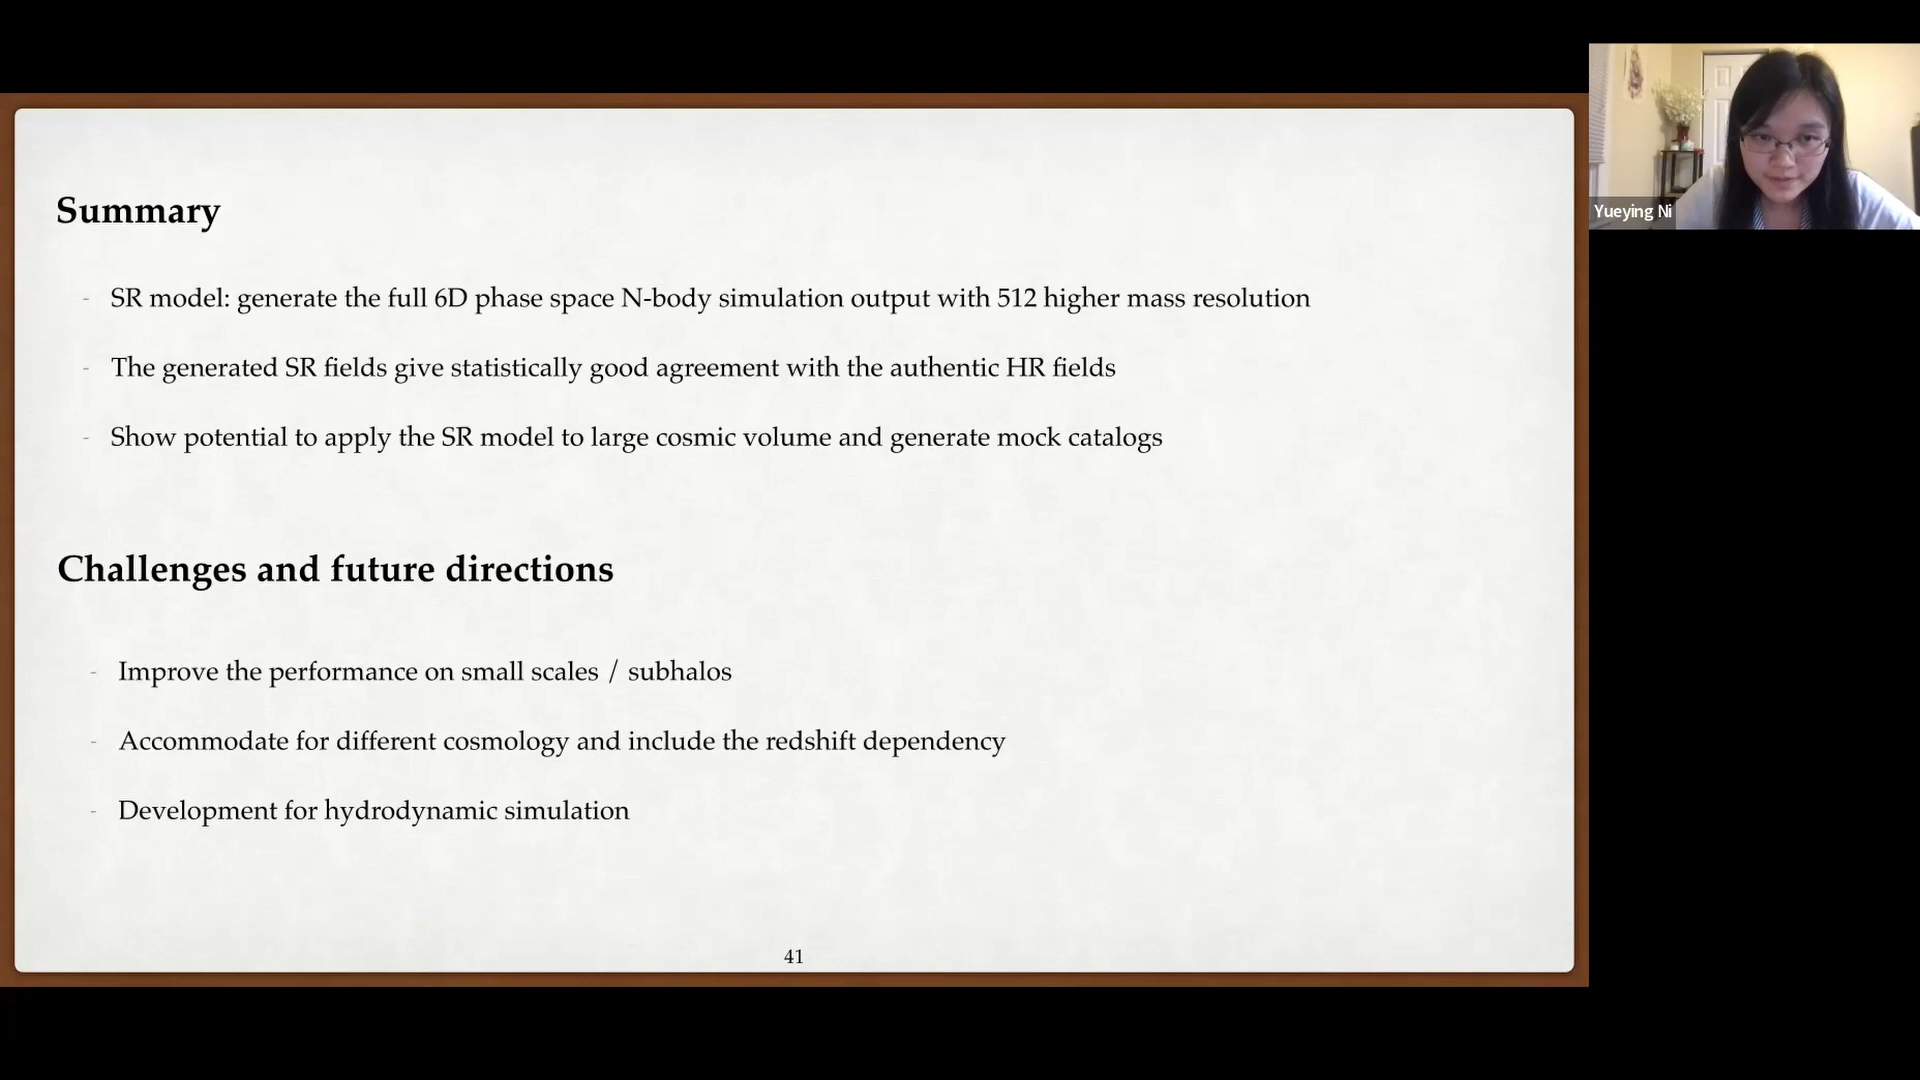 Summary
- SR model: generate the full 6D phase space N-body simulation output with 512 higher mass resolution
- The generated SR fields give statistically good agreement with the authentic HR fields
- Show potential to apply the SR model to large cosmic volume and generate mock catalogs
Challenges and future directions
- Improve the performance on small scales / subhalos
- Accommodate for different cosmology and include the redshift dependency
- Development for hydrodynamic simulation
41
Yueying Ni